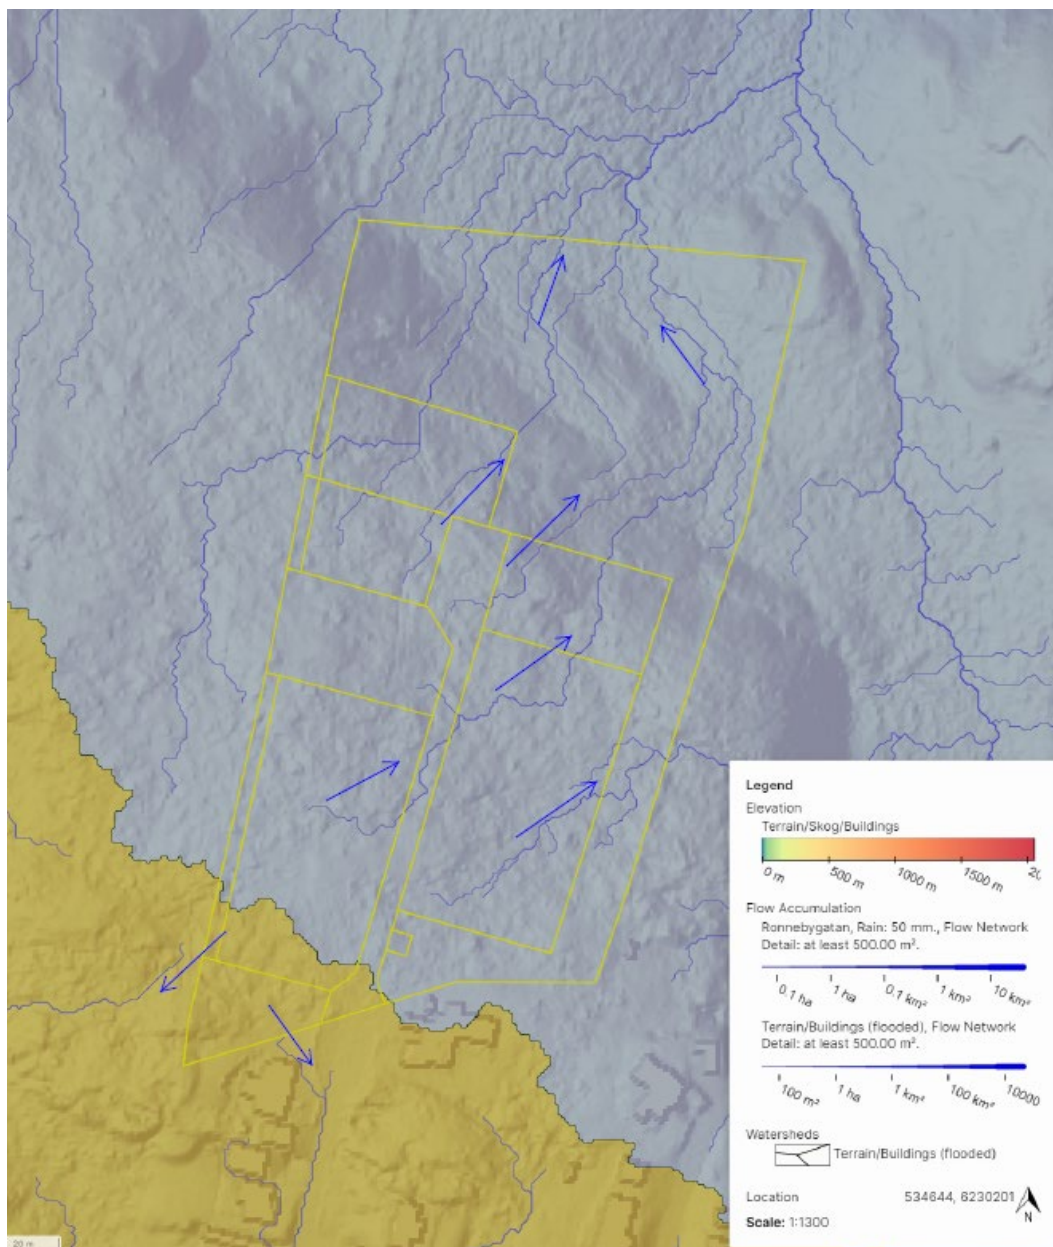 Legend
Elevation
Terrain/Skog/Buildings
0 m 500 m 1000 m 1500 m 20
Flow Accumulation
Ronnebygatan, Rain: 50 mm., Flow Network
Detail: at least 500.00 m².
0.1 ha 1 ha 0.1 km² 1 km² 10 km²
Terrain/Buildings (flooded), Flow Network
Detail: at least 500.00 m².
100 m² 1 ha 1 km² 100 km² 10000
Watersheds
Terrain/Buildings (flooded)
Location 534644, 6230201
N
Scale: 1:1300
20 m